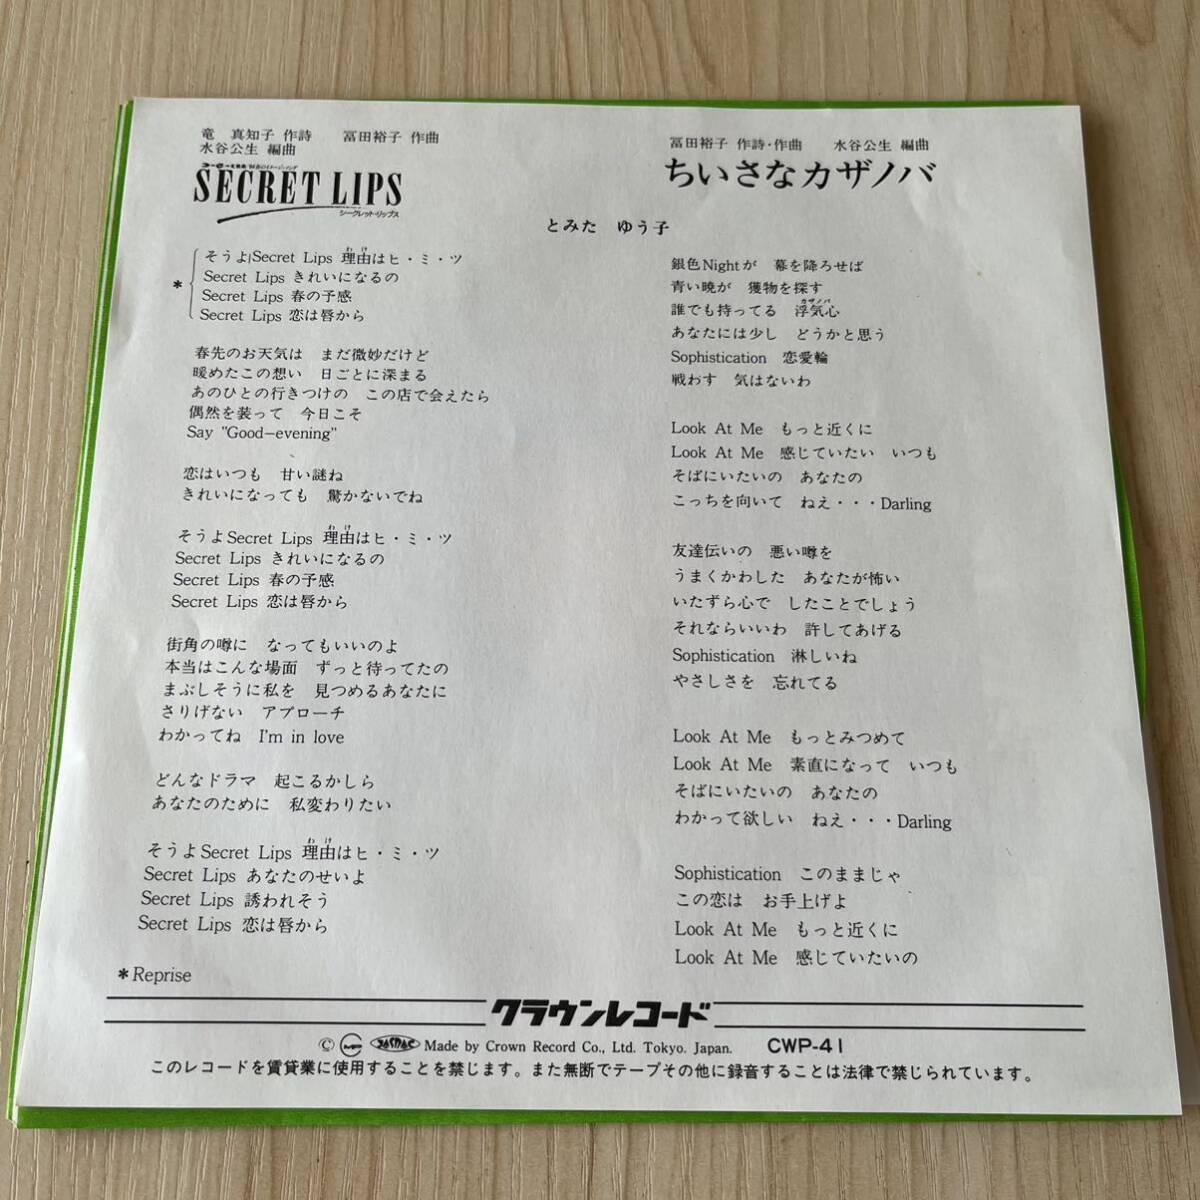 竜　真知子 作詩　　冨田裕子 作曲
水谷公生 編曲
SECRET LIPS
シークレット・リップス
とみた　ゆう子
＊
そうよSecret Lips 理由はヒ・ミ・ツ
わけ
Secret Lips きれいになるの
Secret Lips 春の予感
Secret Lips 恋は唇から
春先のお天気は　まだ微妙だけど
暖めたこの想い　日ごとに深まる
あのひとの行きつけの　この店で会えたら
偶然を装って　今日こそ
Say "Good-evening"
恋はいつも　甘い謎ね
きれいになっても　驚かないでね
そうよSecret Lips 理由はヒ・ミ・ツ
わけ
Secret Lips きれいになるの
Secret Lips 春の予感
Secret Lips 恋は唇から
街角の噂に　なってもいいのよ
本当はこんな場面　ずっと待ってたの
まぶしそうに私を　見つめるあなたに
さりげない　アプローチ
わかってね　I'm in love
どんなドラマ　起こるかしら
あなたのために　私変わりたい
そうよSecret Lips 理由はヒ・ミ・ツ
わけ
Secret Lips あなたのせいよ
Secret Lips 誘われそう
Secret Lips 恋は唇から
＊Reprise
冨田裕子 作詩・作曲　　水谷公生 編曲
ちいさなカザノバ
銀色Nightが　幕を降ろせば
青い暁が　獲物を探す
誰でも持ってる　浮気心
カザノバ
あなたには少し　どうかと思う
Sophistication　恋愛輪
戦わす　気はないわ
Look At Me　もっと近くに
Look At Me　感じていたい　いつも
そばにいたいの　あなたの
こっちを向いて　ねえ・・・Darling
友達伝いの　悪い噂を
うまくかわした　あなたが怖い
いたずら心で　したことでしょう
それならいいわ　許してあげる
Sophistication　淋しいね
やさしさを　忘れてる
Look At Me　もっとみつめて
Look At Me　素直になって　いつも
そばにいたいの　あなたの
わかって欲しい　ねえ・・・Darling
Sophistication　このままじゃ
この恋は　お手上げよ
Look At Me　もっと近くに
Look At Me　感じていたいの
クラウンレコード
Ⓒ JASRAC Made by Crown Record Co., Ltd. Tokyo. Japan.　CWP-41
このレコードを賃貸業に使用することを禁じます。また無断でテープその他に録音することは法律で禁じられています。